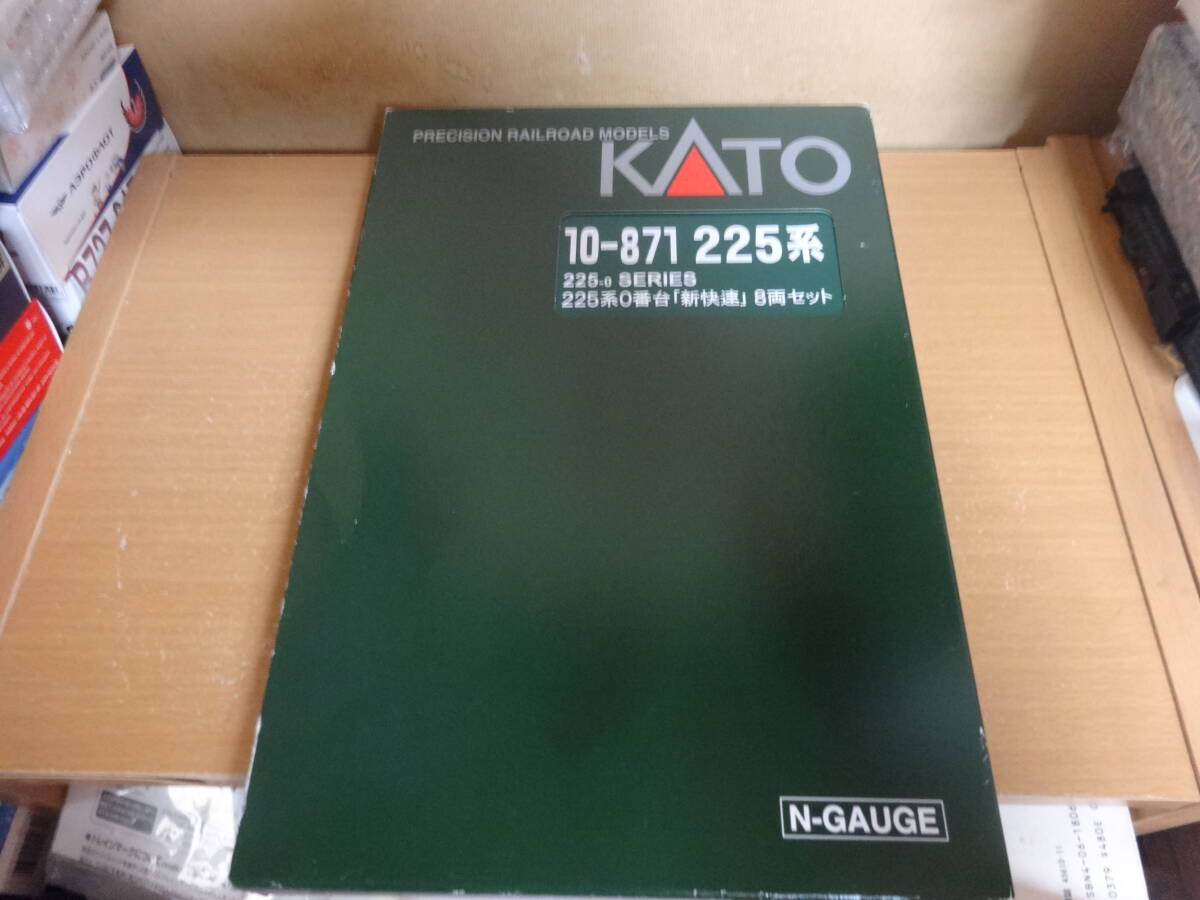 PRECISION RAILROAD MODELS
KATO
10-871 225系
225-0 SERIES
225系0番台「新快速」8両セット
N-GAUGE
АЭРОФЛОТ